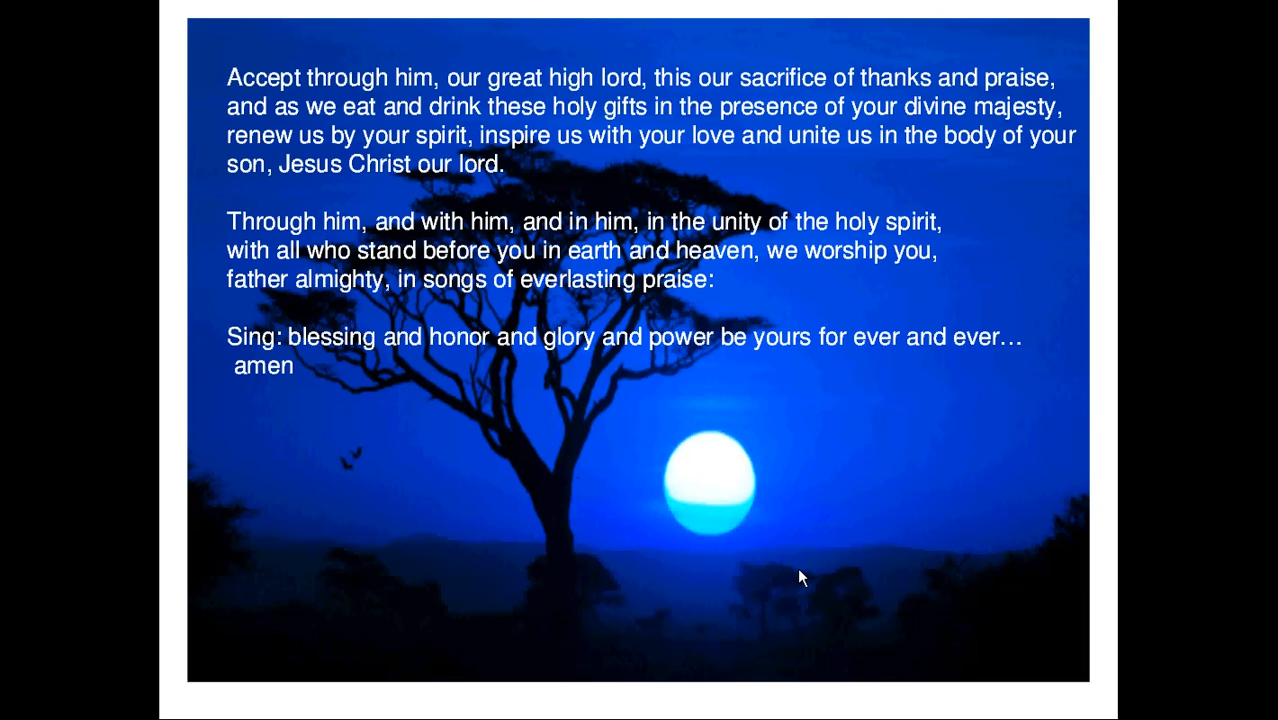 Accept through him, our great high lord, this our sacrifice of thanks and praise,
and as we eat and drink these holy gifts in the presence of your divine majesty,
renew us by your spirit, inspire us with your love and unite us in the body of your
son, Jesus Christ our lord.
Through him, and with him, and in him, in the unity of the holy spirit,
with all who stand before you in earth and heaven, we worship you,
father almighty, in songs of everlasting praise:
Sing: blessing and honor and glory and power be yours for ever and ever…
amen